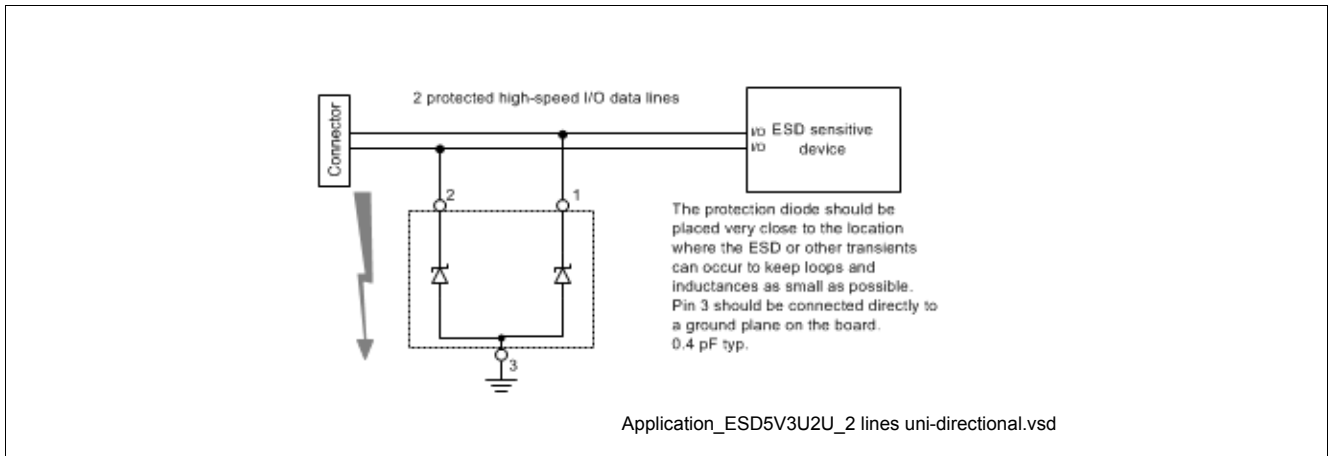 2 protected high-speed I/O data lines
Connector
I/O ESD sensitive
I/O device
2
1
The protection diode should be
placed very close to the location
where the ESD or other transients
can occur to keep loops and
inductances as small as possible.
Pin 3 should be connected directly to
a ground plane on the board.
0.4 pF typ.
3
Application_ESD5V3U2U_2 lines uni-directional.vsd